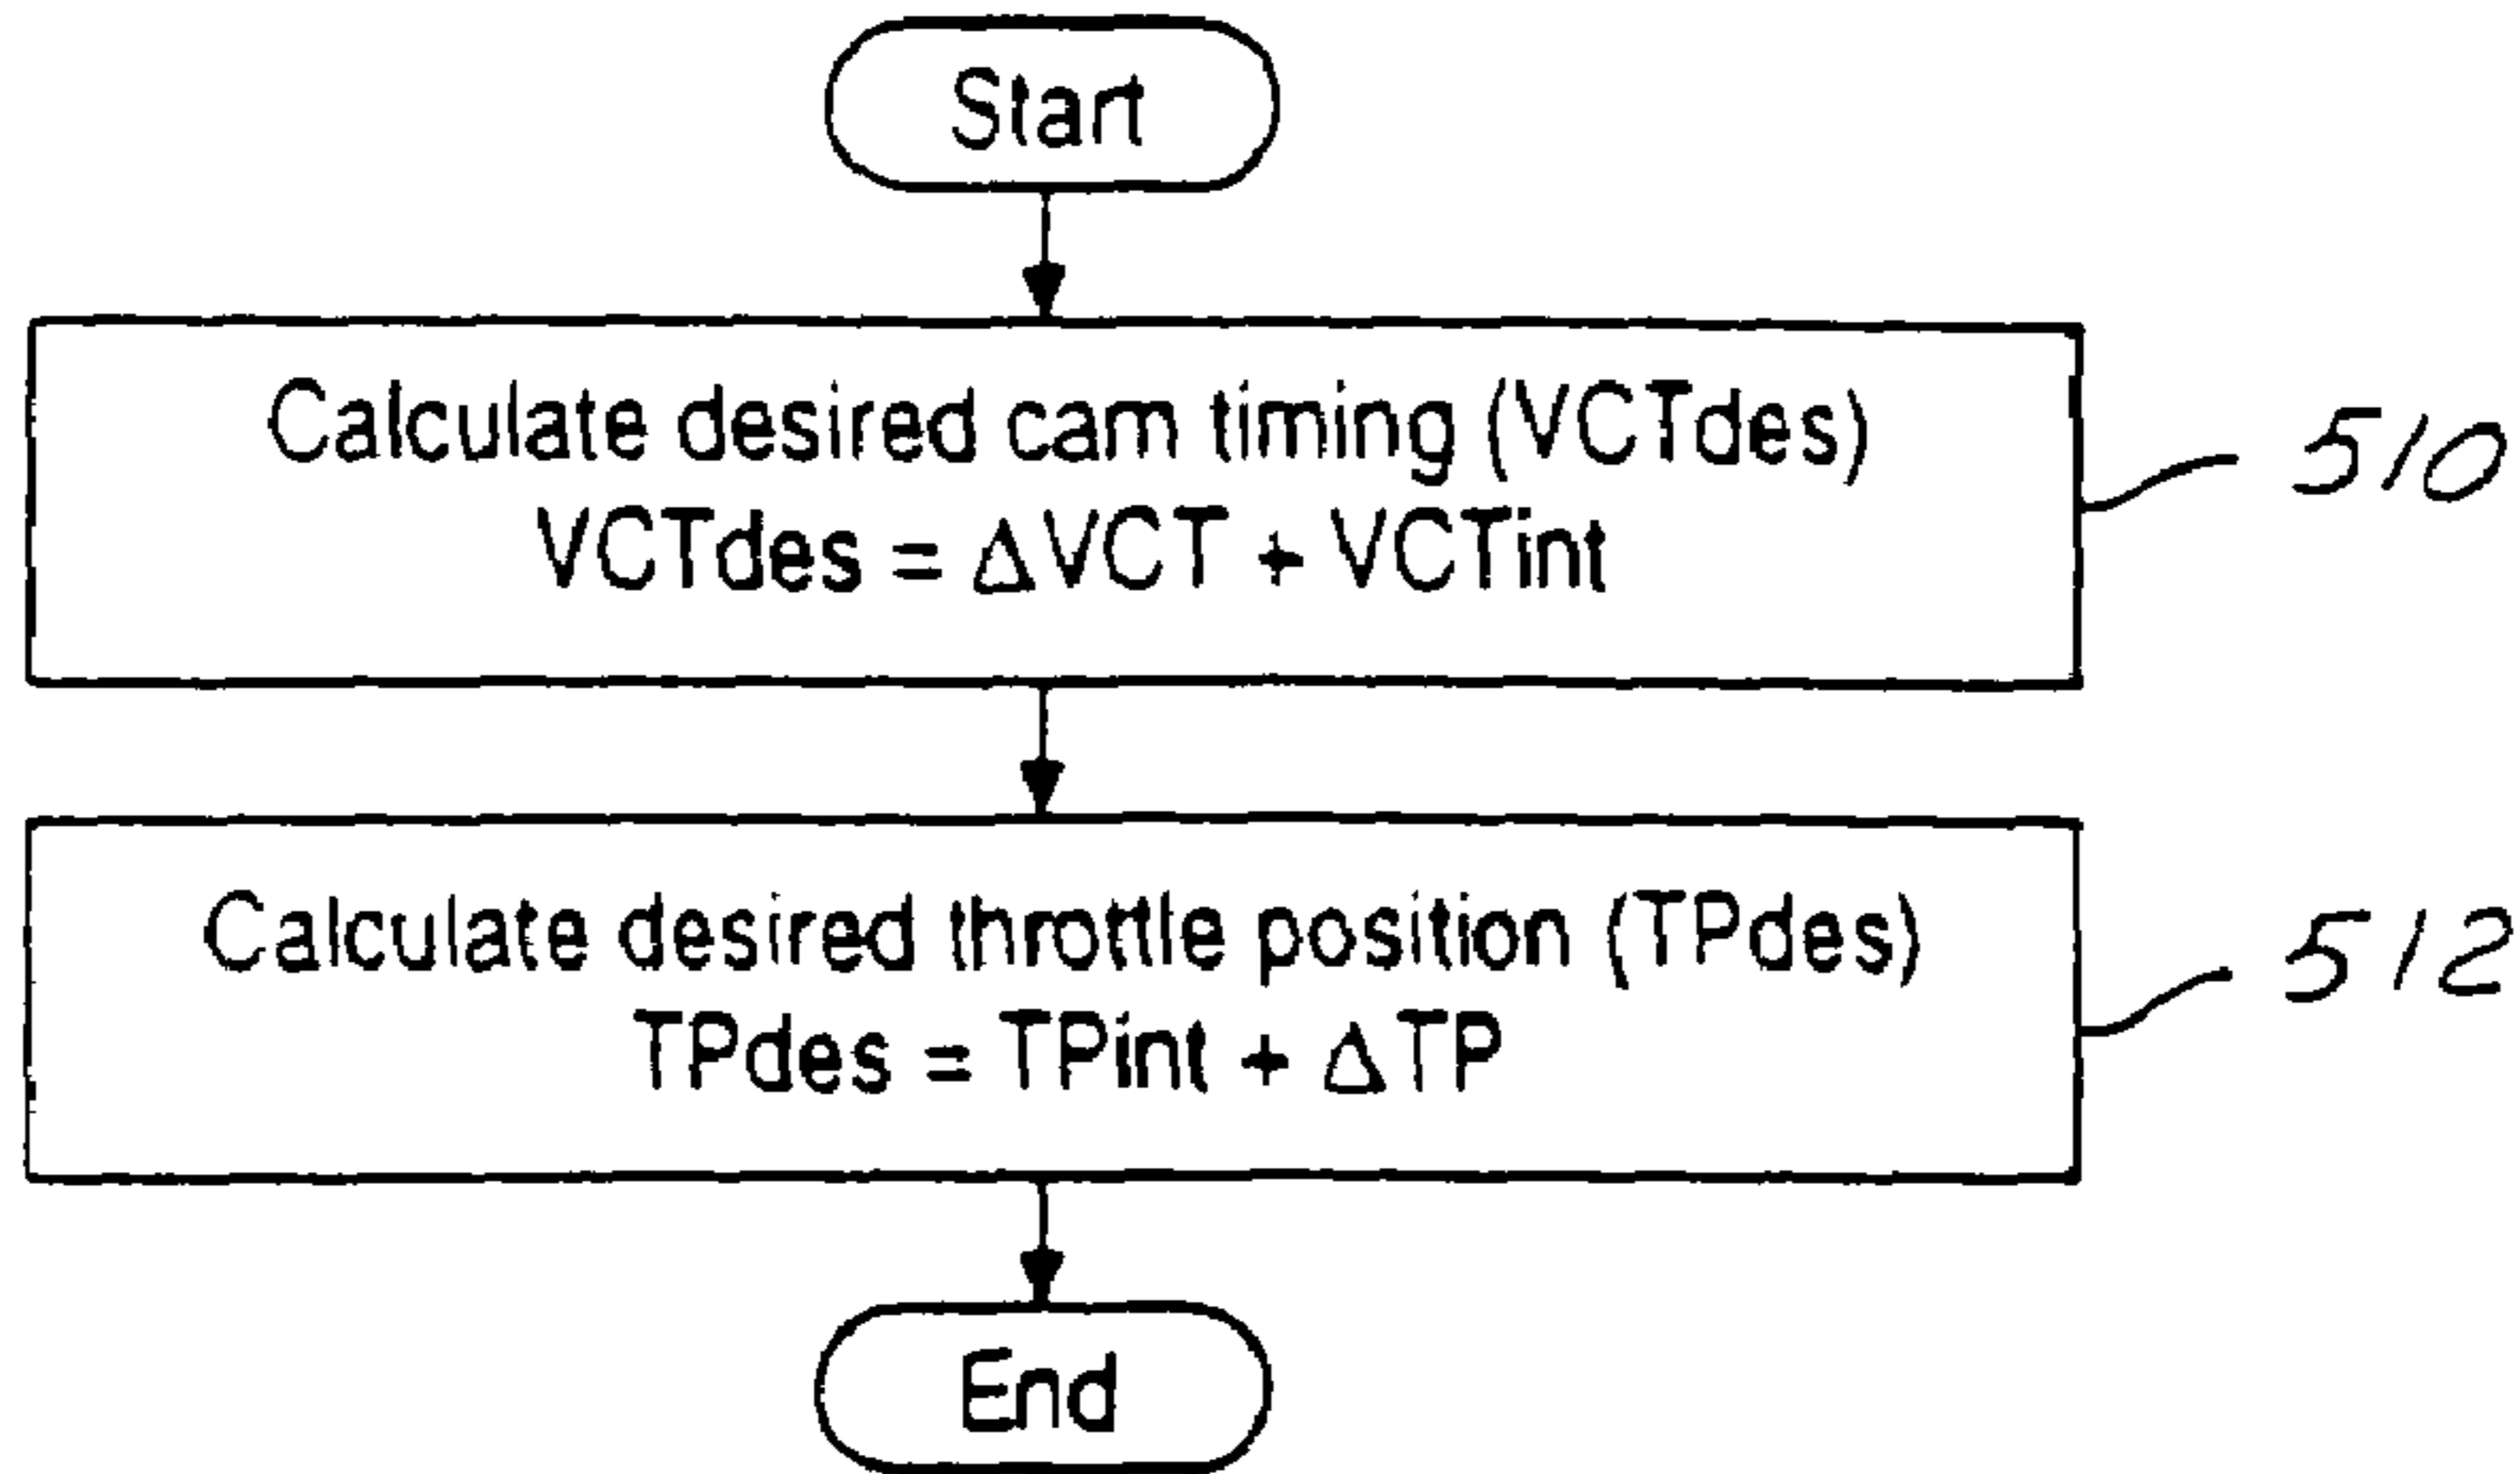 Start
Calculate desired cam timing (VCTdes)
VCTdes = ΔVCT + VCTint
510
Calculate desired throttle position (TPdes)
TPdes = TPint + ΔTP
512
End